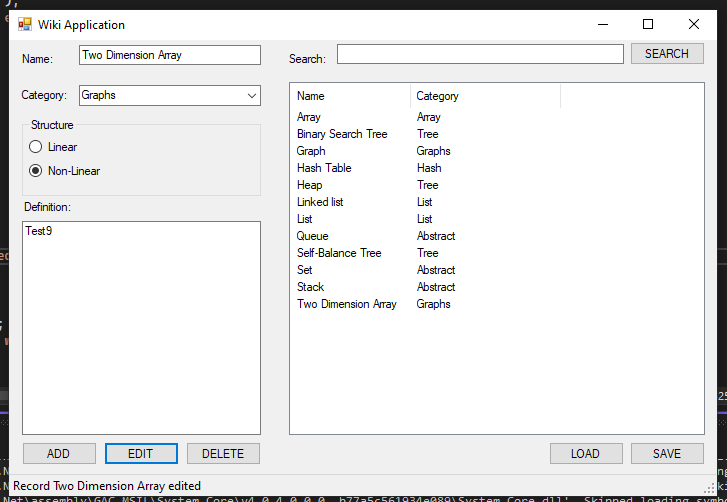 Wiki Application
Name: Two Dimension Array
Search: SEARCH
Category: Graphs
Structure
Linear
Non-Linear
Definition:
Test9
Name Category
Array Array
Binary Search Tree Tree
Graph Graphs
Hash Table Hash
Heap Tree
Linked list List
List List
Queue Abstract
Self-Balance Tree Tree
Set Abstract
Stack Abstract
Two Dimension Array Graphs
ADD EDIT DELETE LOAD SAVE
Record Two Dimension Array edited